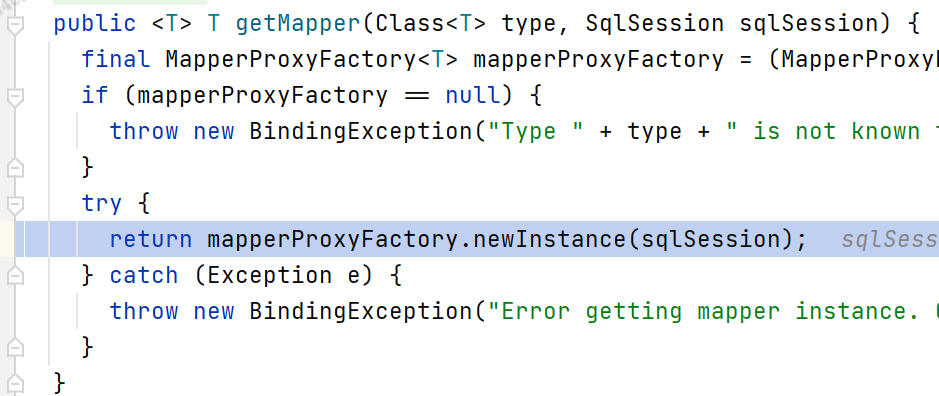 public <T> T getMapper(Class<T> type, SqlSession sqlSession) {
final MapperProxyFactory<T> mapperProxyFactory = (MapperProxy
if (mapperProxyFactory == null) {
throw new BindingException("Type " + type + " is not known
}
try {
return mapperProxyFactory.newInstance(sqlSession); sqlSess
} catch (Exception e) {
throw new BindingException("Error getting mapper instance.
}
}